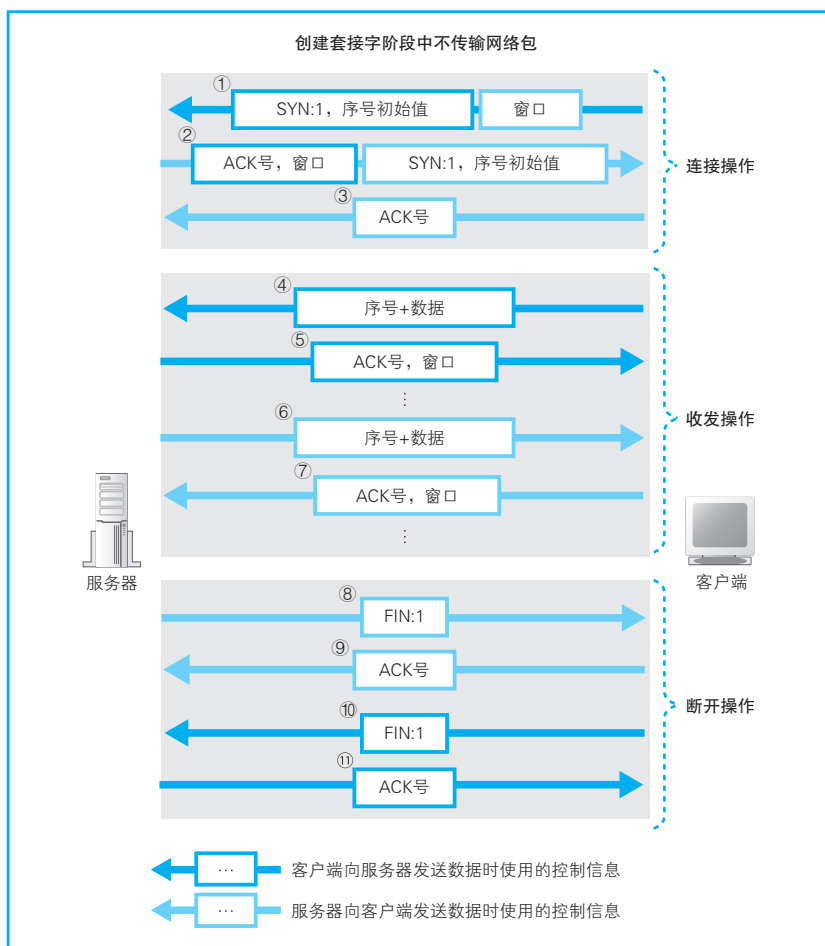 创建套接字阶段中不传输网络包
①
SYN:1，序号初始值
窗口
②
ACK号，窗口
SYN:1，序号初始值
③
ACK号
连接操作
④
序号+数据
⑤
ACK号，窗口
⋮
⑥
序号+数据
⑦
ACK号，窗口
⋮
收发操作
服务器
客户端
⑧
FIN:1
⑨
ACK号
⑩
FIN:1
⑪
ACK号
断开操作
… 客户端向服务器发送数据时使用的控制信息
… 服务器向客户端发送数据时使用的控制信息